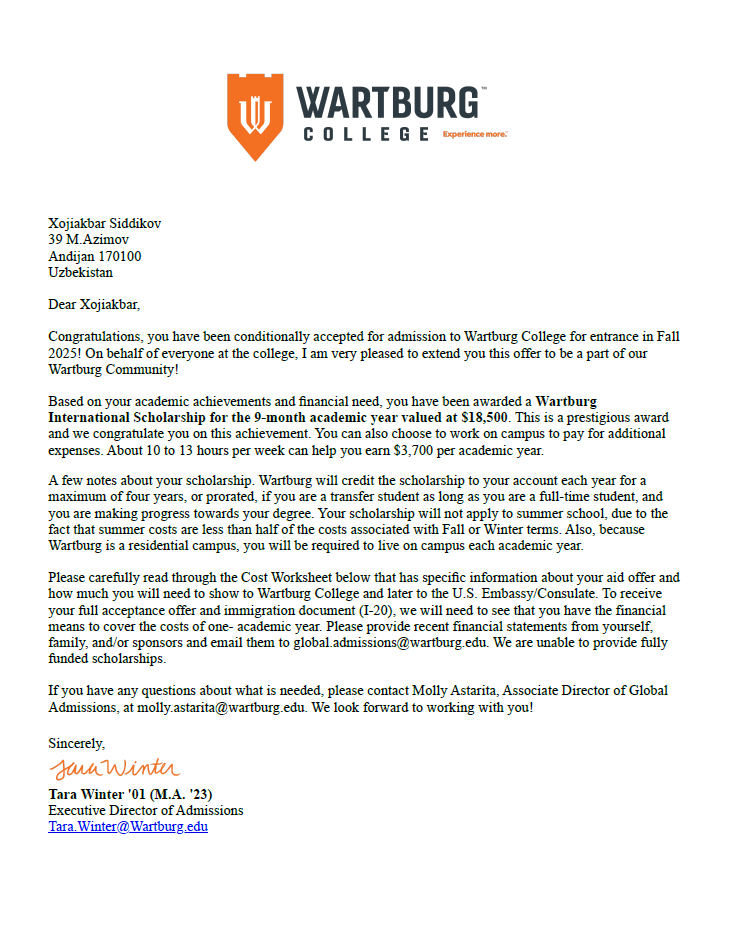 WARTBURG™
COLLEGE Experience more.
Xojiakbar Siddikov
39 M.Azimov
Andijan 170100
Uzbekistan
Dear Xojiakbar,
Congratulations, you have been conditionally accepted for admission to Wartburg College for entrance in Fall
2025! On behalf of everyone at the college, I am very pleased to extend you this offer to be a part of our
Wartburg Community!
Based on your academic achievements and financial need, you have been awarded a Wartburg
International Scholarship for the 9-month academic year valued at $18,500. This is a prestigious award
and we congratulate you on this achievement. You can also choose to work on campus to pay for additional
expenses. About 10 to 13 hours per week can help you earn $3,700 per academic year.
A few notes about your scholarship. Wartburg will credit the scholarship to your account each year for a
maximum of four years, or prorated, if you are a transfer student as long as you are a full-time student, and
you are making progress towards your degree. Your scholarship will not apply to summer school, due to the
fact that summer costs are less than half of the costs associated with Fall or Winter terms. Also, because
Wartburg is a residential campus, you will be required to live on campus each academic year.
Please carefully read through the Cost Worksheet below that has specific information about your aid offer and
how much you will need to show to Wartburg College and later to the U.S. Embassy/Consulate. To receive
your full acceptance offer and immigration document (I-20), we will need to see that you have the financial
means to cover the costs of one- academic year. Please provide recent financial statements from yourself,
family, and/or sponsors and email them to global.admissions@wartburg.edu. We are unable to provide fully
funded scholarships.
If you have any questions about what is needed, please contact Molly Astarita, Associate Director of Global
Admissions, at molly.astarita@wartburg.edu. We look forward to working with you!
Sincerely,
Tara Winter
Tara Winter '01 (M.A. '23)
Executive Director of Admissions
Tara.Winter@Wartburg.edu